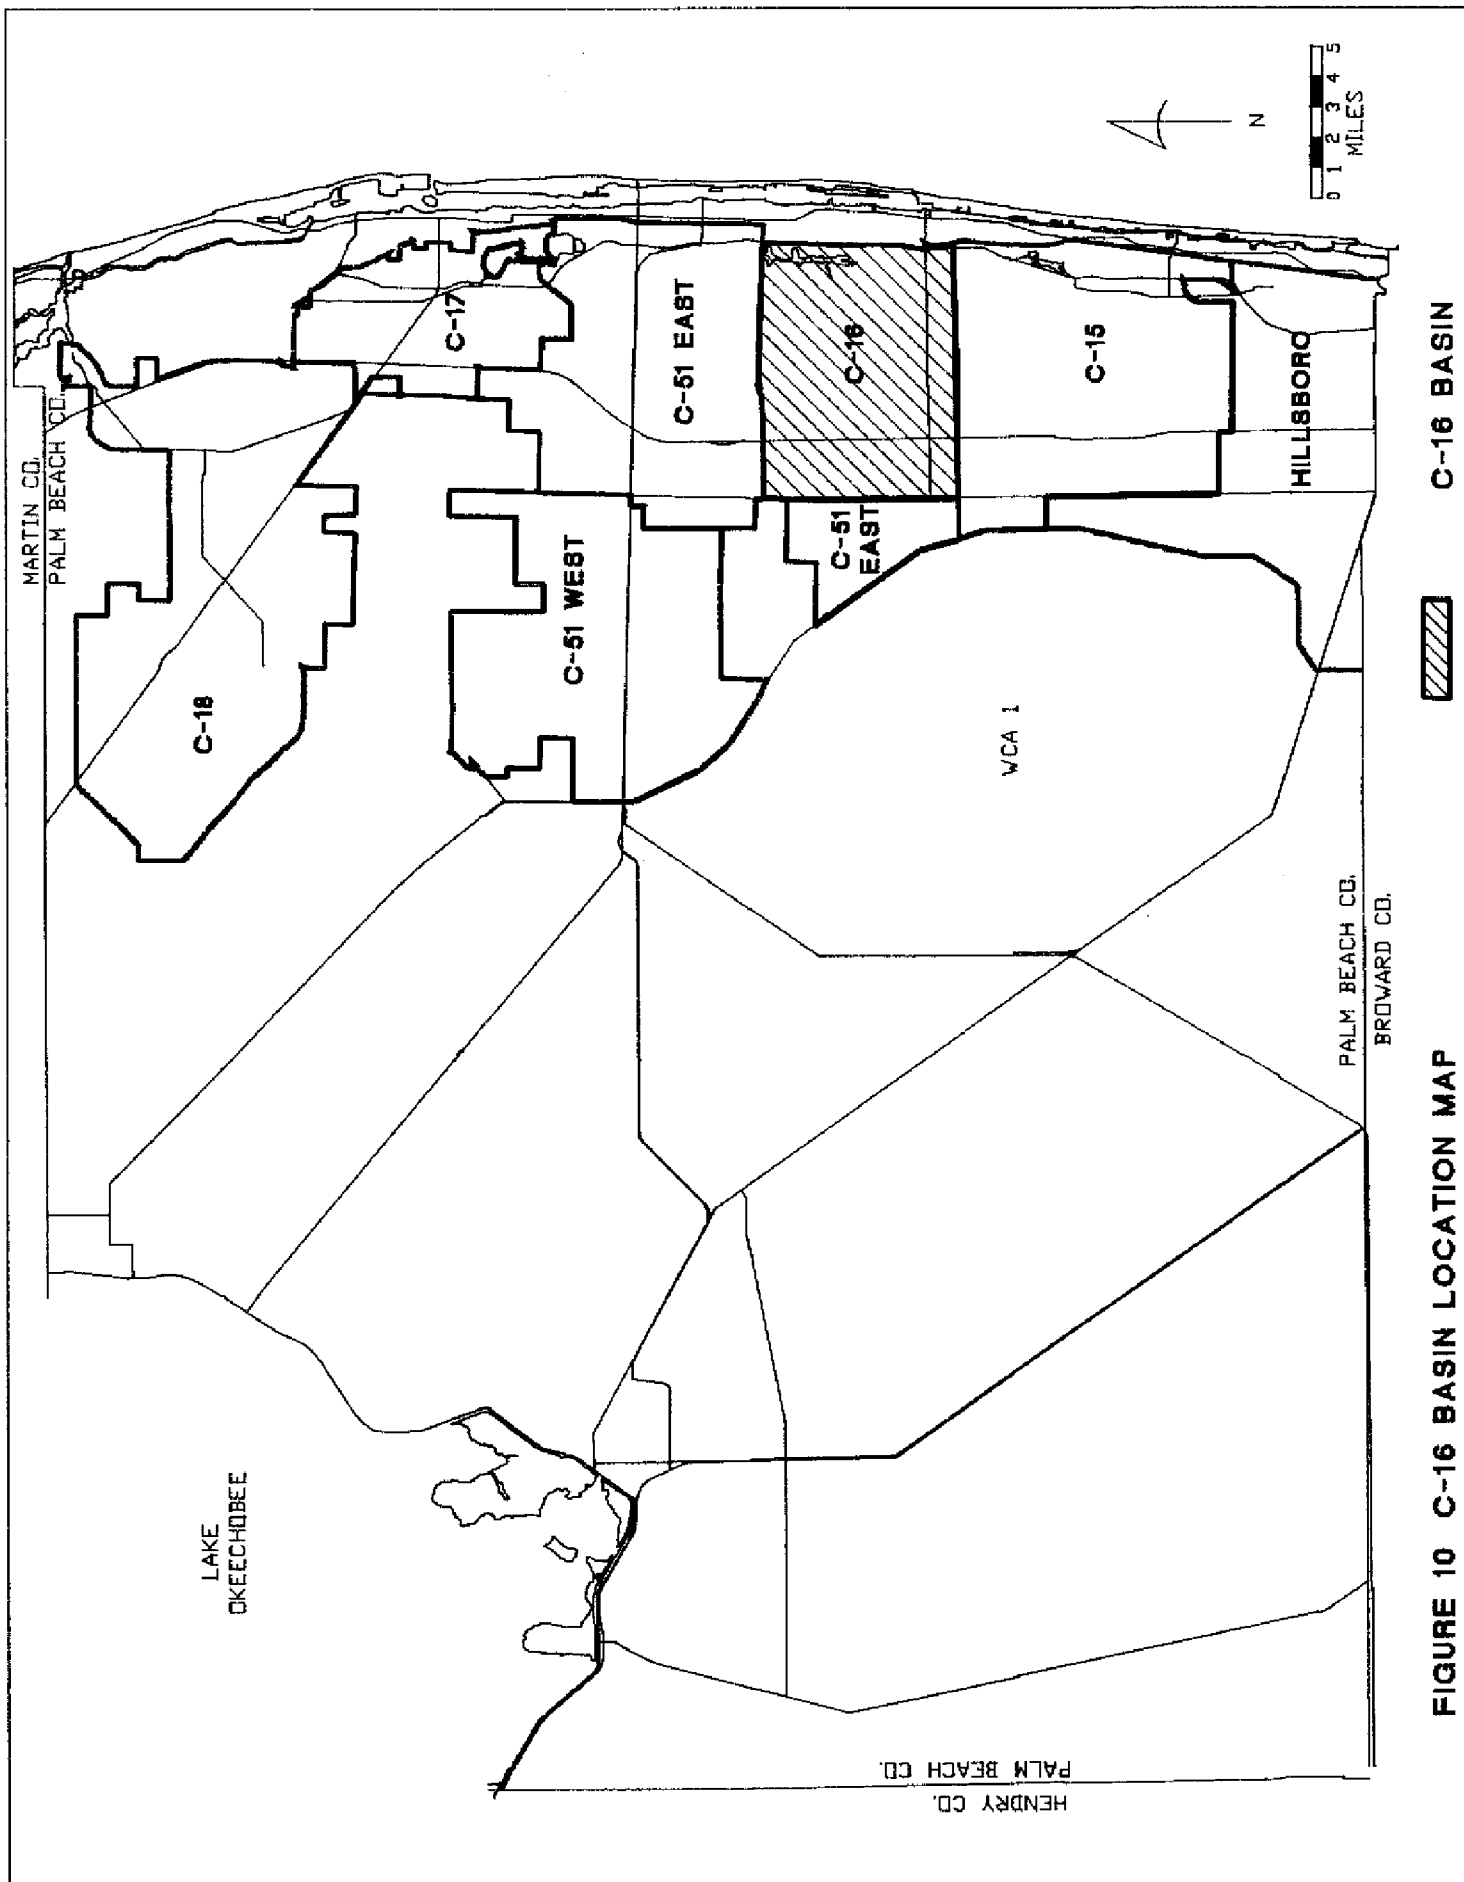 MARTIN CO.
PALM BEACH CO.
LAKE
OKEECHOBEE
C-18
C-17
C-51 WEST
C-51 EAST
C-16
C-51
EAST
C-15
WCA 1
HILLSBORO
HENDRY CO.
PALM BEACH CO.
PALM BEACH CO.
BROWARD CO.
N
0 1 2 3 4 5
MILES
FIGURE 10 C-16 BASIN LOCATION MAP
C-16 BASIN